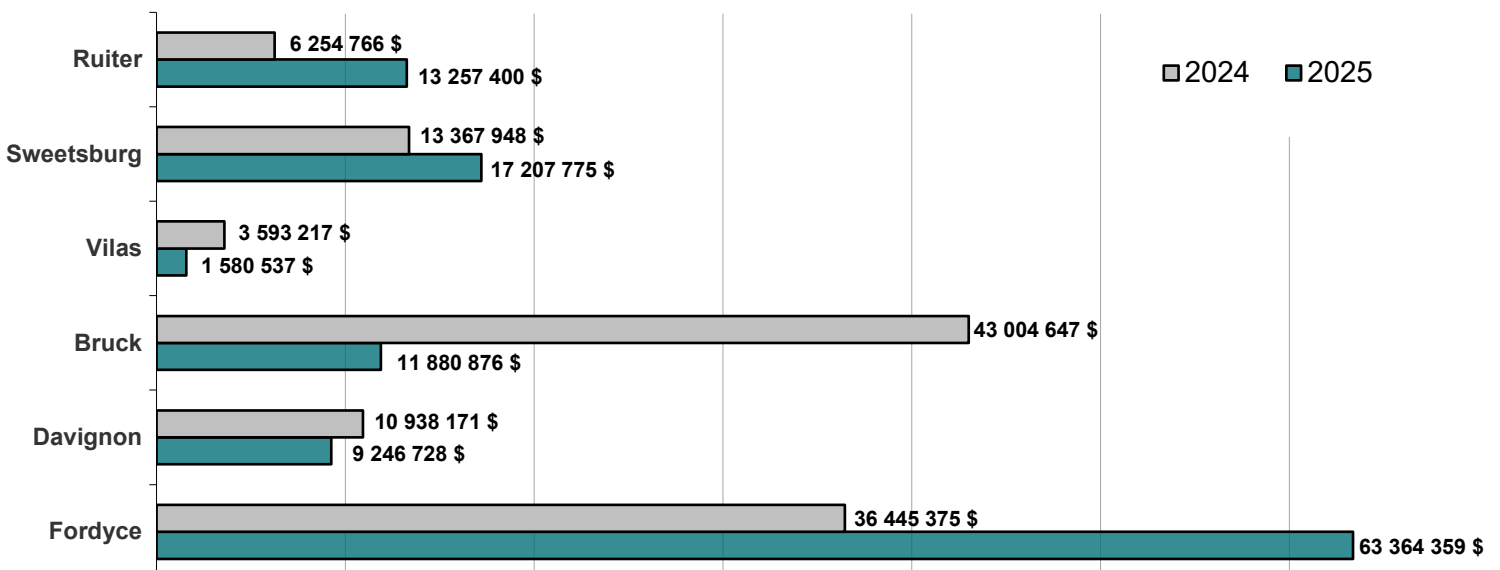 2024 2025
Ruiter
6 254 766 $
13 257 400 $
Sweetsburg
13 367 948 $
17 207 775 $
Vilas
3 593 217 $
1 580 537 $
Bruck
43 004 647 $
11 880 876 $
Davignon
10 938 171 $
9 246 728 $
Fordyce
36 445 375 $
63 364 359 $